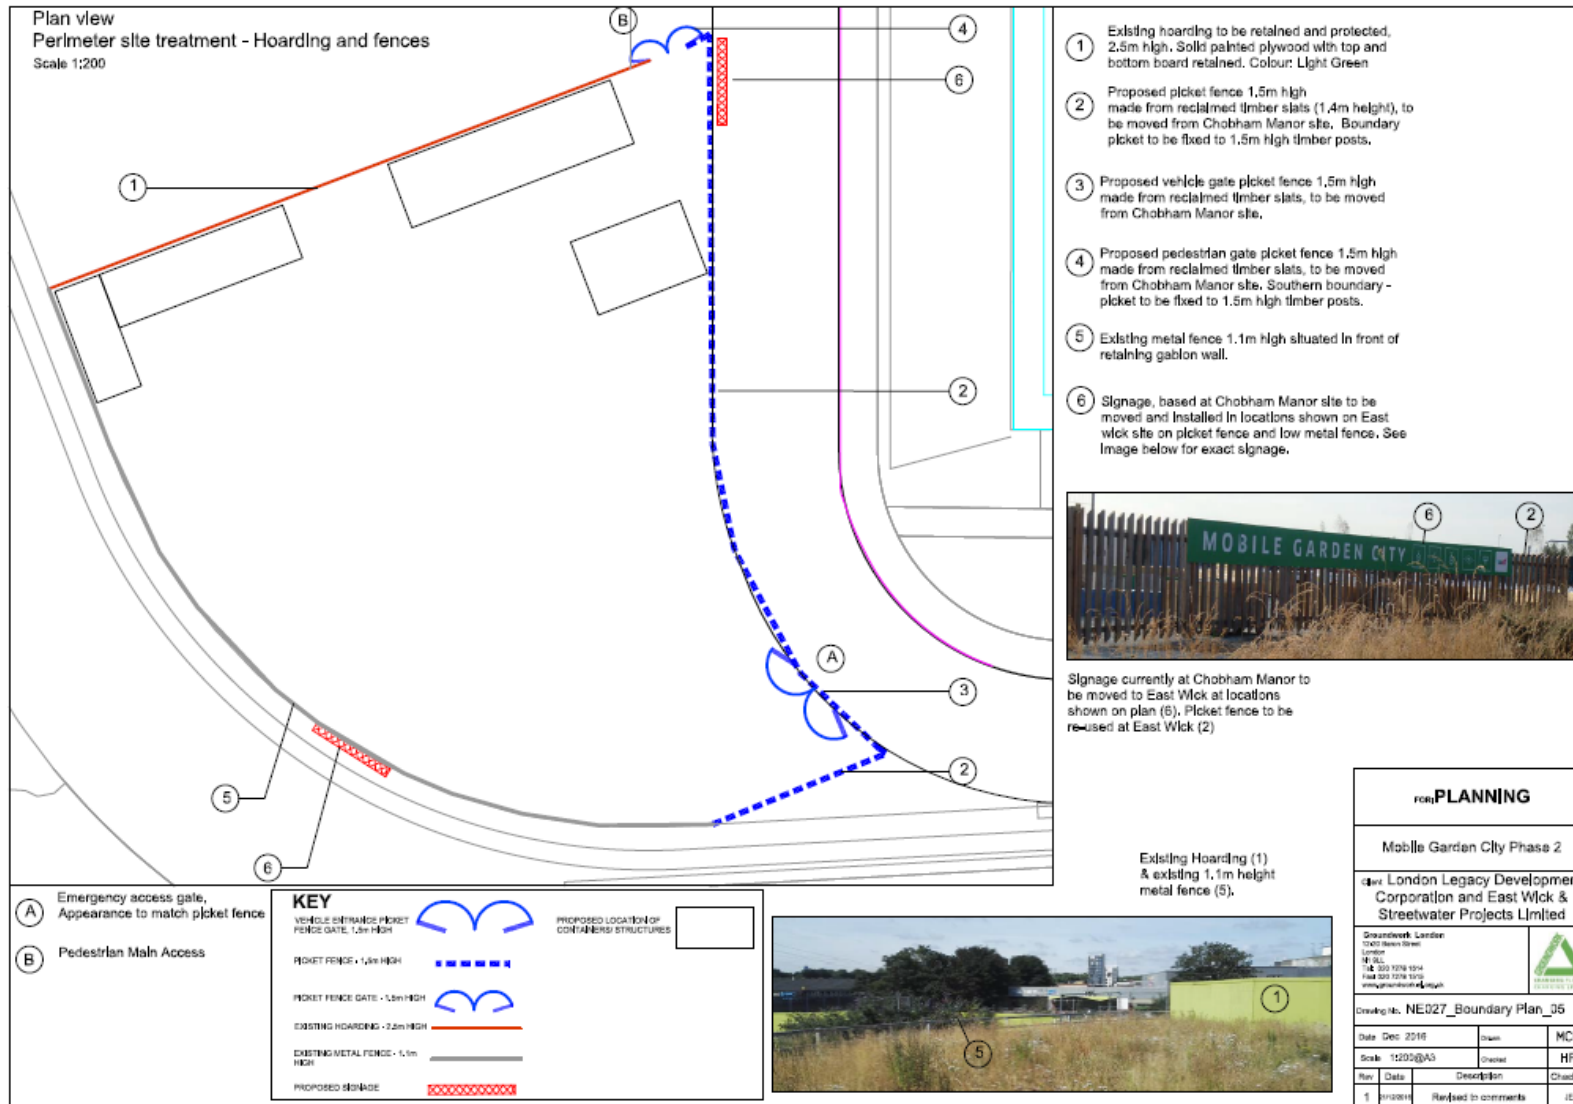 Plan view
Perimeter site treatment - Hoarding and fences
Scale 1:200
B
4
6
1
2
A
3
2
5
6
1
Existing hoarding to be retained and protected,
2.5m high. Solid painted plywood with top and
bottom board retained. Colour: Light Green
2
Proposed picket fence 1.5m high
made from reclaimed timber slats (1.4m height), to
be moved from Chobham Manor site. Boundary
picket to be fixed to 1.5m high timber posts.
3
Proposed vehicle gate picket fence 1.5m high
made from reclaimed timber slats, to be moved
from Chobham Manor site.
4
Proposed pedestrian gate picket fence 1.5m high
made from reclaimed timber slats, to be moved
from Chobham Manor site. Southern boundary -
picket to be fixed to 1.5m high timber posts.
5
Existing metal fence 1.1m high situated in front of
retaining gabion wall.
6
Signage, based at Chobham Manor site to be
moved and installed in locations shown on East
wick site on picket fence and low metal fence. See
image below for exact signage.
MOBILE GARDEN CITY
6
2
Signage currently at Chobham Manor to
be moved to East Wick at locations
shown on plan (6). Picket fence to be
re-used at East Wick (2)
Existing Hoarding (1)
& existing 1.1m height
metal fence (5).
1
5
A
Emergency access gate,
Appearance to match picket fence
B
Pedestrian Main Access
KEY
VEHICLE ENTRANCE PICKET
FENCE GATE, 1.5m HIGH
PICKET FENCE - 1.5m HIGH
PICKET FENCE GATE - 1.5m HIGH
EXISTING HOARDING - 2.5m HIGH
EXISTING METAL FENCE - 1.1m
HIGH
PROPOSED SIGNAGE
PROPOSED LOCATION OF
CONTAINERS/ STRUCTURES
FOR: PLANNING
Mobile Garden City Phase 2
Client London Legacy Developmen
Corporation and East Wick &
Streetwater Projects Limited
Groundwork London
London
Drawing No. NE027_Boundary Plan_05
Date Dec 2016 Drawn MC
Scale 1:200@A3 Checked HF
Rev Date Description Chec
1 Revised to comments